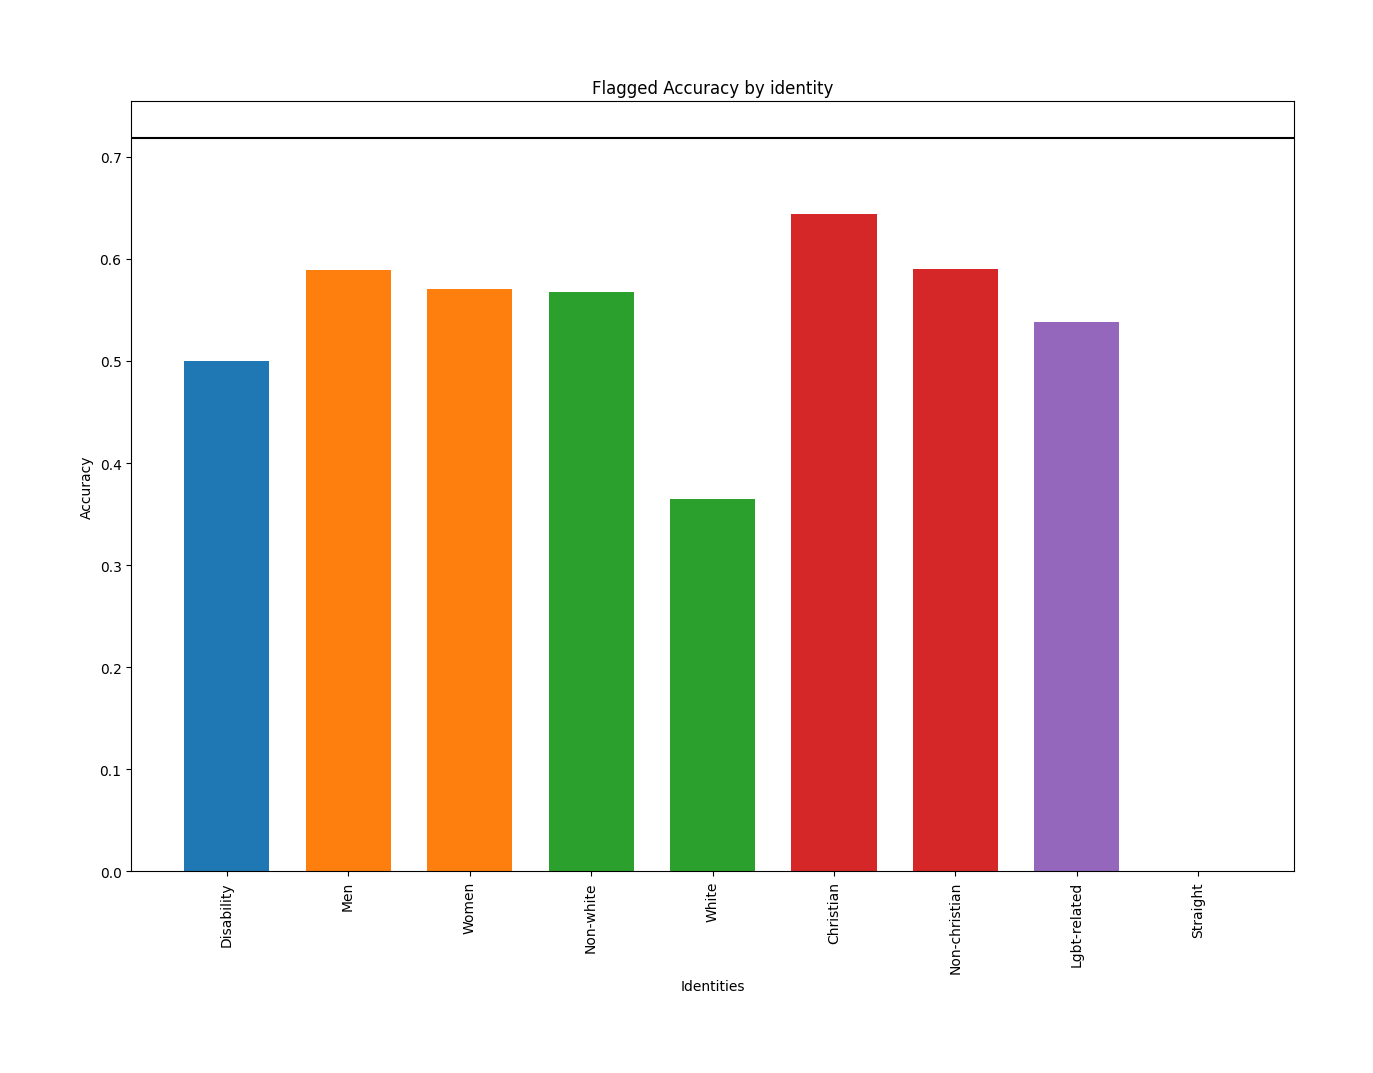 Flagged Accuracy by identity
0.7
0.6
0.5
0.4
0.3
0.2
0.1
0.0
Accuracy
Disability
Men
Women
Non-white
White
Christian
Non-christian
Lgbt-related
Straight
Identities